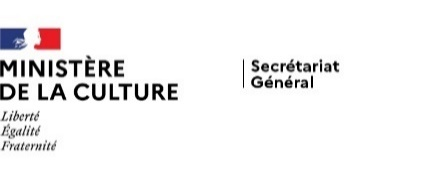 MINISTÈRE
DE LA CULTURE
Liberté
Égalité
Fraternité
Secrétariat
Général